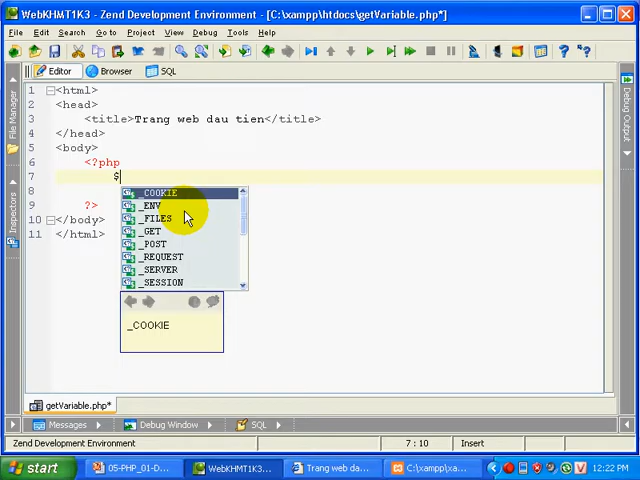 WebKHMT1K3 - Zend Development Environment - [C:\xampp\htdocs\getVariable.php*]
File Edit Search Project View Debug Tools Help
Editor Browser SQL
File Manager
Inspectors
Debug Output
1 <html>
2 <head>
3 <title>Trang web dau tien</title>
4 </head>
5 <body>
6 <?php
7 $
8
9 ?>
10 </body>
11 </html>
_COOKIE
_ENV
_FILES
_GET
_POST
_REQUEST
_SERVER
_SESSION
_COOKIE
getVariable.php*
Messages Debug Window SQL
Zend Development Environment 7 : 10 Insert
start 05-PHP_01-D... WebKHMT1K3... Trang web da... C:\xampp\xa... V 12:22 PM